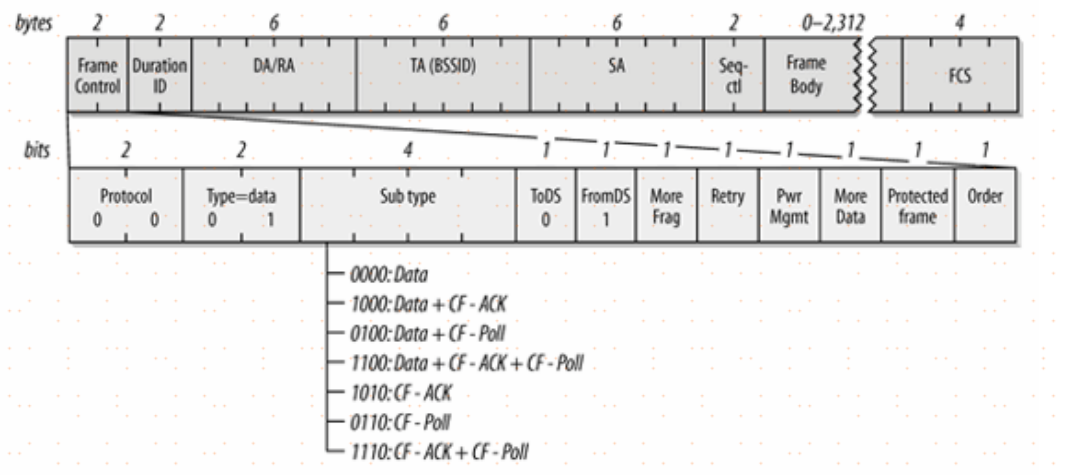 bytes 2 2 6 6 6 2 0–2,312 4
Frame Control
Duration ID
DA/RA
TA (BSSID)
SA
Seq-ctl
Frame Body
FCS
bits 2 2 4 1 1 1 1 1 1 1 1
Protocol
0 0
Type=data
0 1
Sub type
ToDS
0
FromDS
1
More Frag
Retry
Pwr Mgmt
More Data
Protected frame
Order
0000: Data
1000: Data + CF - ACK
0100: Data + CF - Poll
1100: Data + CF - ACK + CF - Poll
1010: CF - ACK
0110: CF - Poll
1110: CF - ACK + CF - Poll